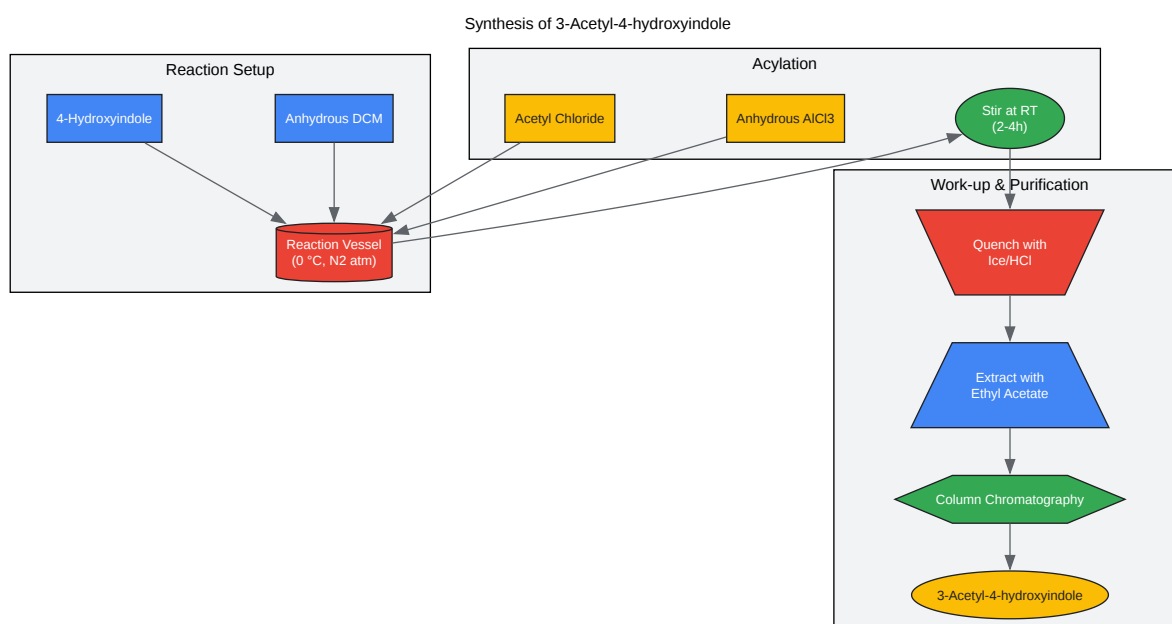 Synthesis of 3-Acetyl-4-hydroxyindole
Reaction Setup
4-Hydroxyindole
Anhydrous DCM
Reaction Vessel
(0 °C, N2 atm)
Acylation
Acetyl Chloride
Anhydrous AlCl3
Stir at RT
(2-4h)
Work-up & Purification
Quench with
Ice/HCl
Extract with
Ethyl Acetate
Column Chromatography
3-Acetyl-4-hydroxyindole